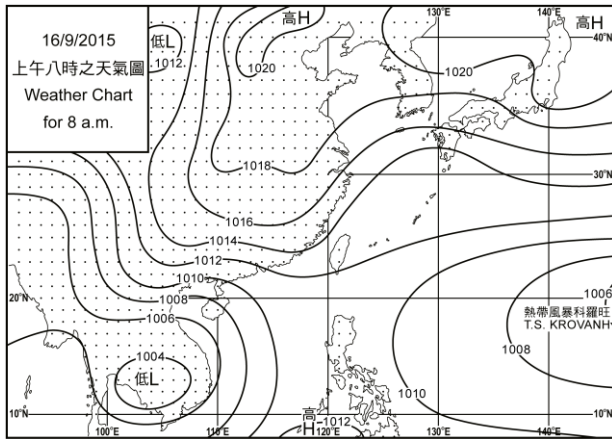 16/9/2015
上午八時之天氣圖
Weather Chart
for 8 a.m.
低L
1012
高H
130°E
140°E
高H
40°N
1020
1020
1018
30°N
1016
1014
1012
1010
1008
1006
20°N
1006
熱帶風暴科羅旺
T.S. KROVANH
1008
1004
低L
1010
10°N
100°E
110°E
高
H
1012
120°E
130°E
140°E
10°N